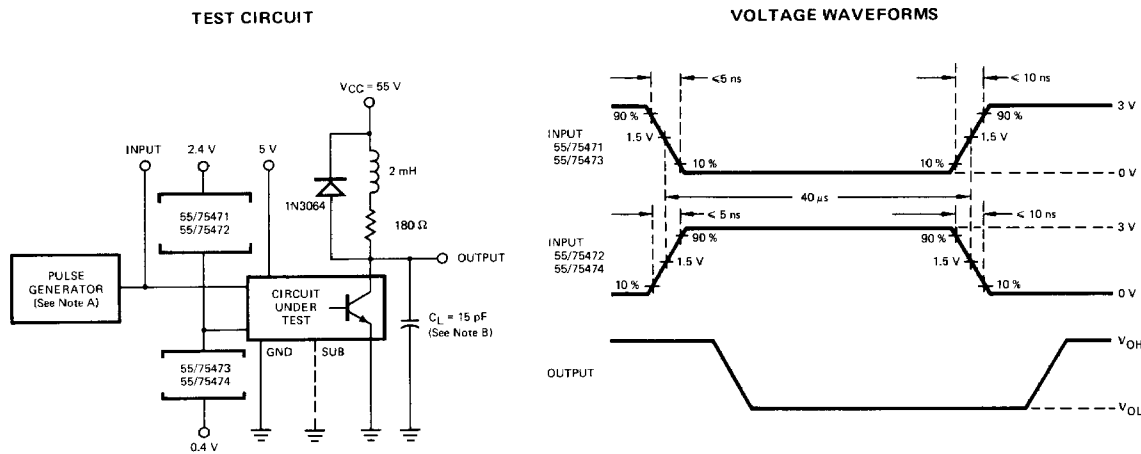 TEST CIRCUIT
VCC = 55 V
INPUT
2.4 V
5 V
2 mH
1N3064
55/75471
55/75472
180 Ω
OUTPUT
PULSE
GENERATOR
(See Note A)
CIRCUIT
UNDER
TEST
CL = 15 pF
(See Note B)
GND
SUB
55/75473
55/75474
0.4 V
VOLTAGE WAVEFORMS
≤5 ns
≤ 10 ns
3 V
90 %
90 %
INPUT
55/75471
55/75473
1.5 V
1.5 V
10 %
10 %
0 V
40 μs
≤ 5 ns
≤ 10 ns
3 V
INPUT
55/75472
55/75474
90 %
90 %
1.5 V
1.5 V
10 %
10 %
0 V
VOH
OUTPUT
VOL